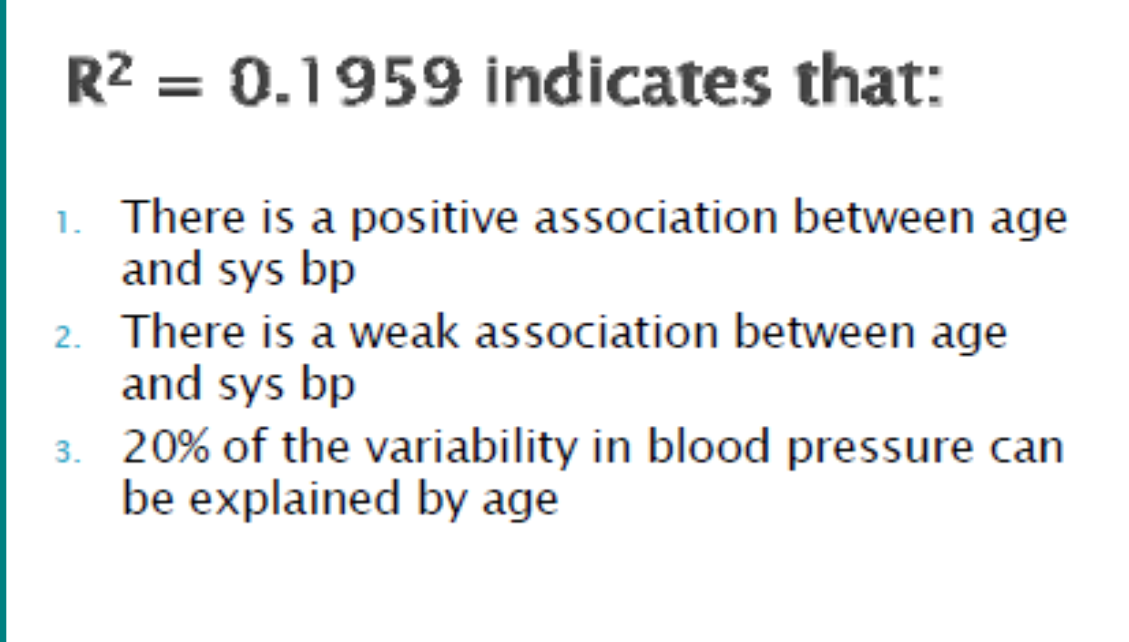 R² = 0.1959 indicates that:
1. There is a positive association between age
and sys bp
2. There is a weak association between age
and sys bp
3. 20% of the variability in blood pressure can
be explained by age